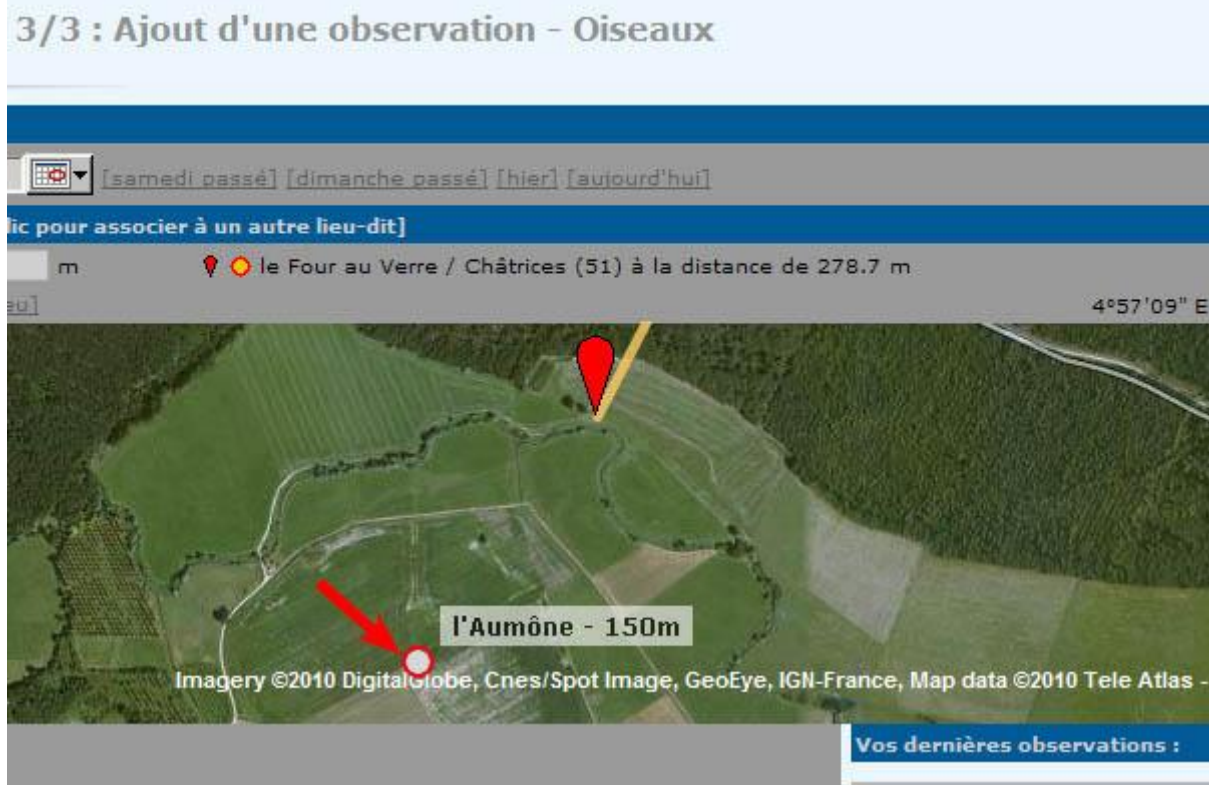 3/3 : Ajout d'une observation - Oiseaux
[samedi passé] [dimanche passé] [hier] [aujourd'hui]
lic pour associer à un autre lieu-dit]
m le Four au Verre / Châtrices (51) à la distance de 278.7 m
eu] 4°57'09" E
l'Aumône - 150m
Imagery ©2010 DigitalGlobe, Cnes/Spot Image, GeoEye, IGN-France, Map data ©2010 Tele Atlas -
Vos dernières observations :